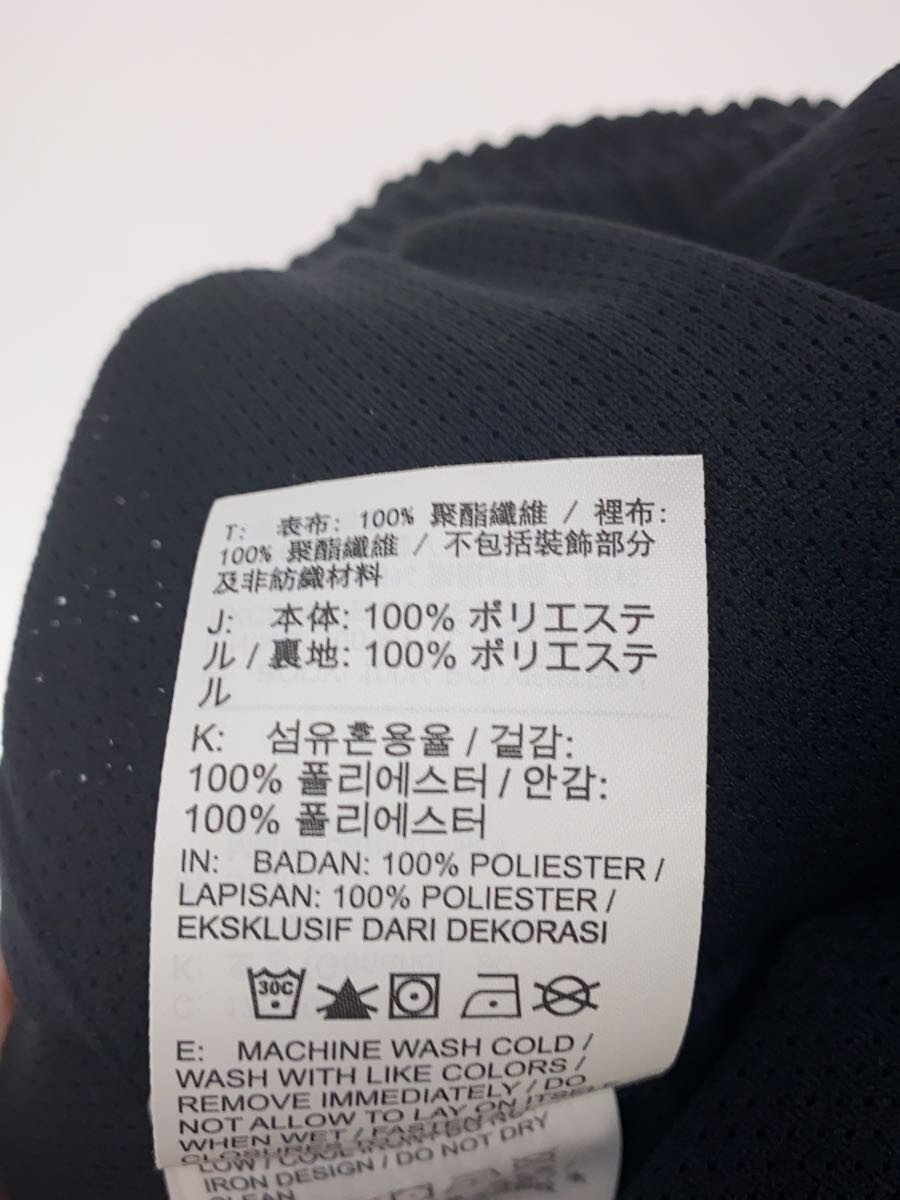 T: 表布: 100% 聚酯纖維 / 裡布:
100% 聚酯纖維 / 不包括裝飾部分
及非紡織材料
J: 本体: 100% ポリエステ
ル / 裏地: 100% ポリエステ
ル
K: 섬유혼용율 / 겉감:
100% 폴리에스터 / 안감:
100% 폴리에스터
IN: BADAN: 100% POLIESTER /
LAPISAN: 100% POLIESTER /
EKSKLUSIF DARI DEKORASI
30C
E: MACHINE WASH COLD /
WASH WITH LIKE COLORS /
REMOVE IMMEDIATELY / DO
NOT ALLOW TO LAY ON ITSELF
WHEN WET /
LOW /
IRON DESIGN / DO NOT DRY
CLEAN